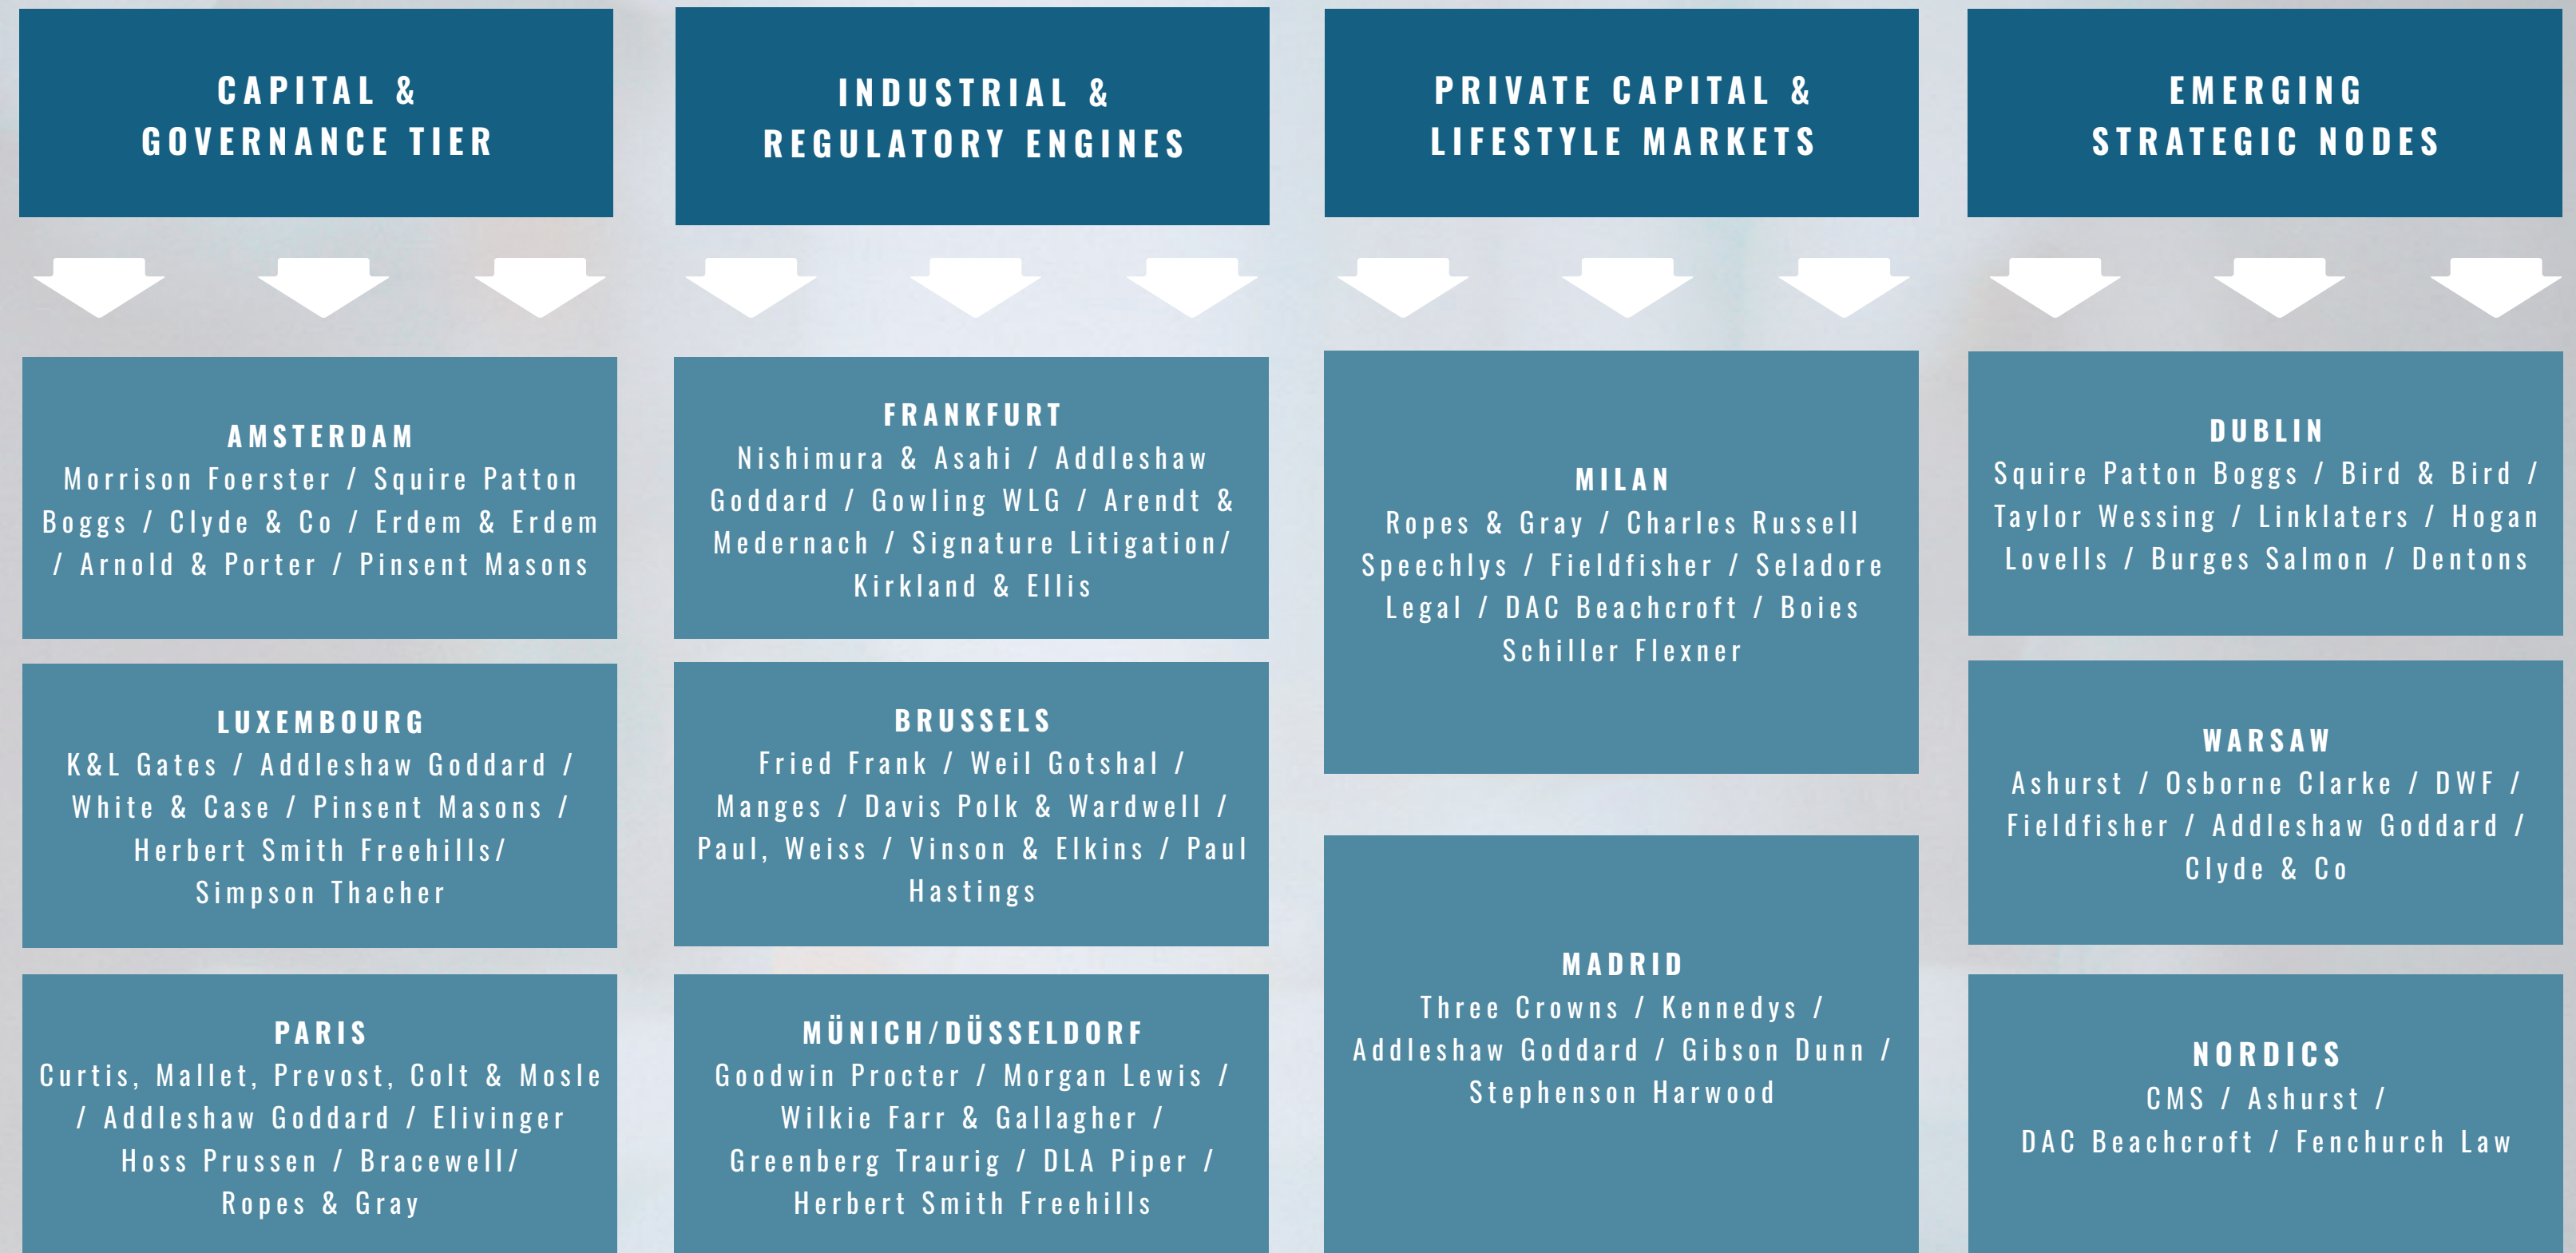 CAPITAL &
GOVERNANCE TIER
AMSTERDAM
Morrison Foerster / Squire Patton
Boggs / Clyde & Co / Erdem & Erdem
/ Arnold & Porter / Pinsent Masons
LUXEMBOURG
K&L Gates / Addleshaw Goddard /
White & Case / Pinsent Masons /
Herbert Smith Freehills/
Simpson Thacher
PARIS
Curtis, Mallet, Prevost, Colt & Mosle
/ Addleshaw Goddard / Elivinger
Hoss Prussen / Bracewell/
Ropes & Gray
INDUSTRIAL &
REGULATORY ENGINES
FRANKFURT
Nishimura & Asahi / Addleshaw
Goddard / Gowling WLG / Arendt &
Medernach / Signature Litigation/
Kirkland & Ellis
BRUSSELS
Fried Frank / Weil Gotshal /
Manges / Davis Polk & Wardwell /
Paul, Weiss / Vinson & Elkins / Paul
Hastings
MÜNICH/DÜSSELDORF
Goodwin Procter / Morgan Lewis /
Wilkie Farr & Gallagher /
Greenberg Traurig / DLA Piper /
Herbert Smith Freehills
PRIVATE CAPITAL &
LIFESTYLE MARKETS
MILAN
Ropes & Gray / Charles Russell
Speechlys / Fieldfisher / Seladore
Legal / DAC Beachcroft / Boies
Schiller Flexner
MADRID
Three Crowns / Kennedys /
Addleshaw Goddard / Gibson Dunn /
Stephenson Harwood
EMERGING
STRATEGIC NODES
DUBLIN
Squire Patton Boggs / Bird & Bird /
Taylor Wessing / Linklaters / Hogan
Lovells / Burges Salmon / Dentons
WARSAW
Ashurst / Osborne Clarke / DWF /
Fieldfisher / Addleshaw Goddard /
Clyde & Co
NORDICS
CMS / Ashurst /
DAC Beachcroft / Fenchurch Law